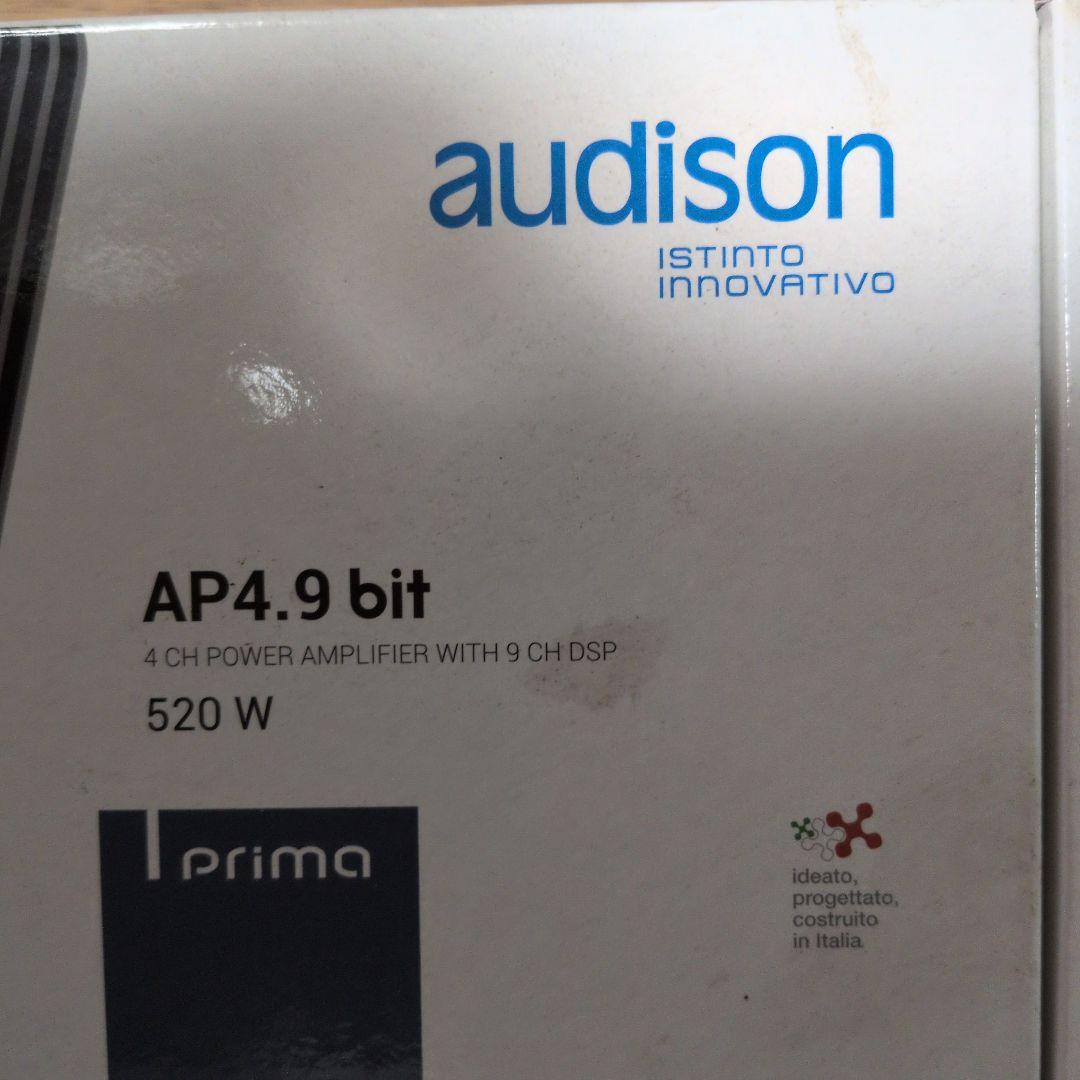 audison
ISTINTO
INNOVATIVO
AP4.9 bit
4 CH POWER AMPLIFIER WITH 9 CH DSP
520 W
prima
ideato,
progettato,
costruito
in Italia